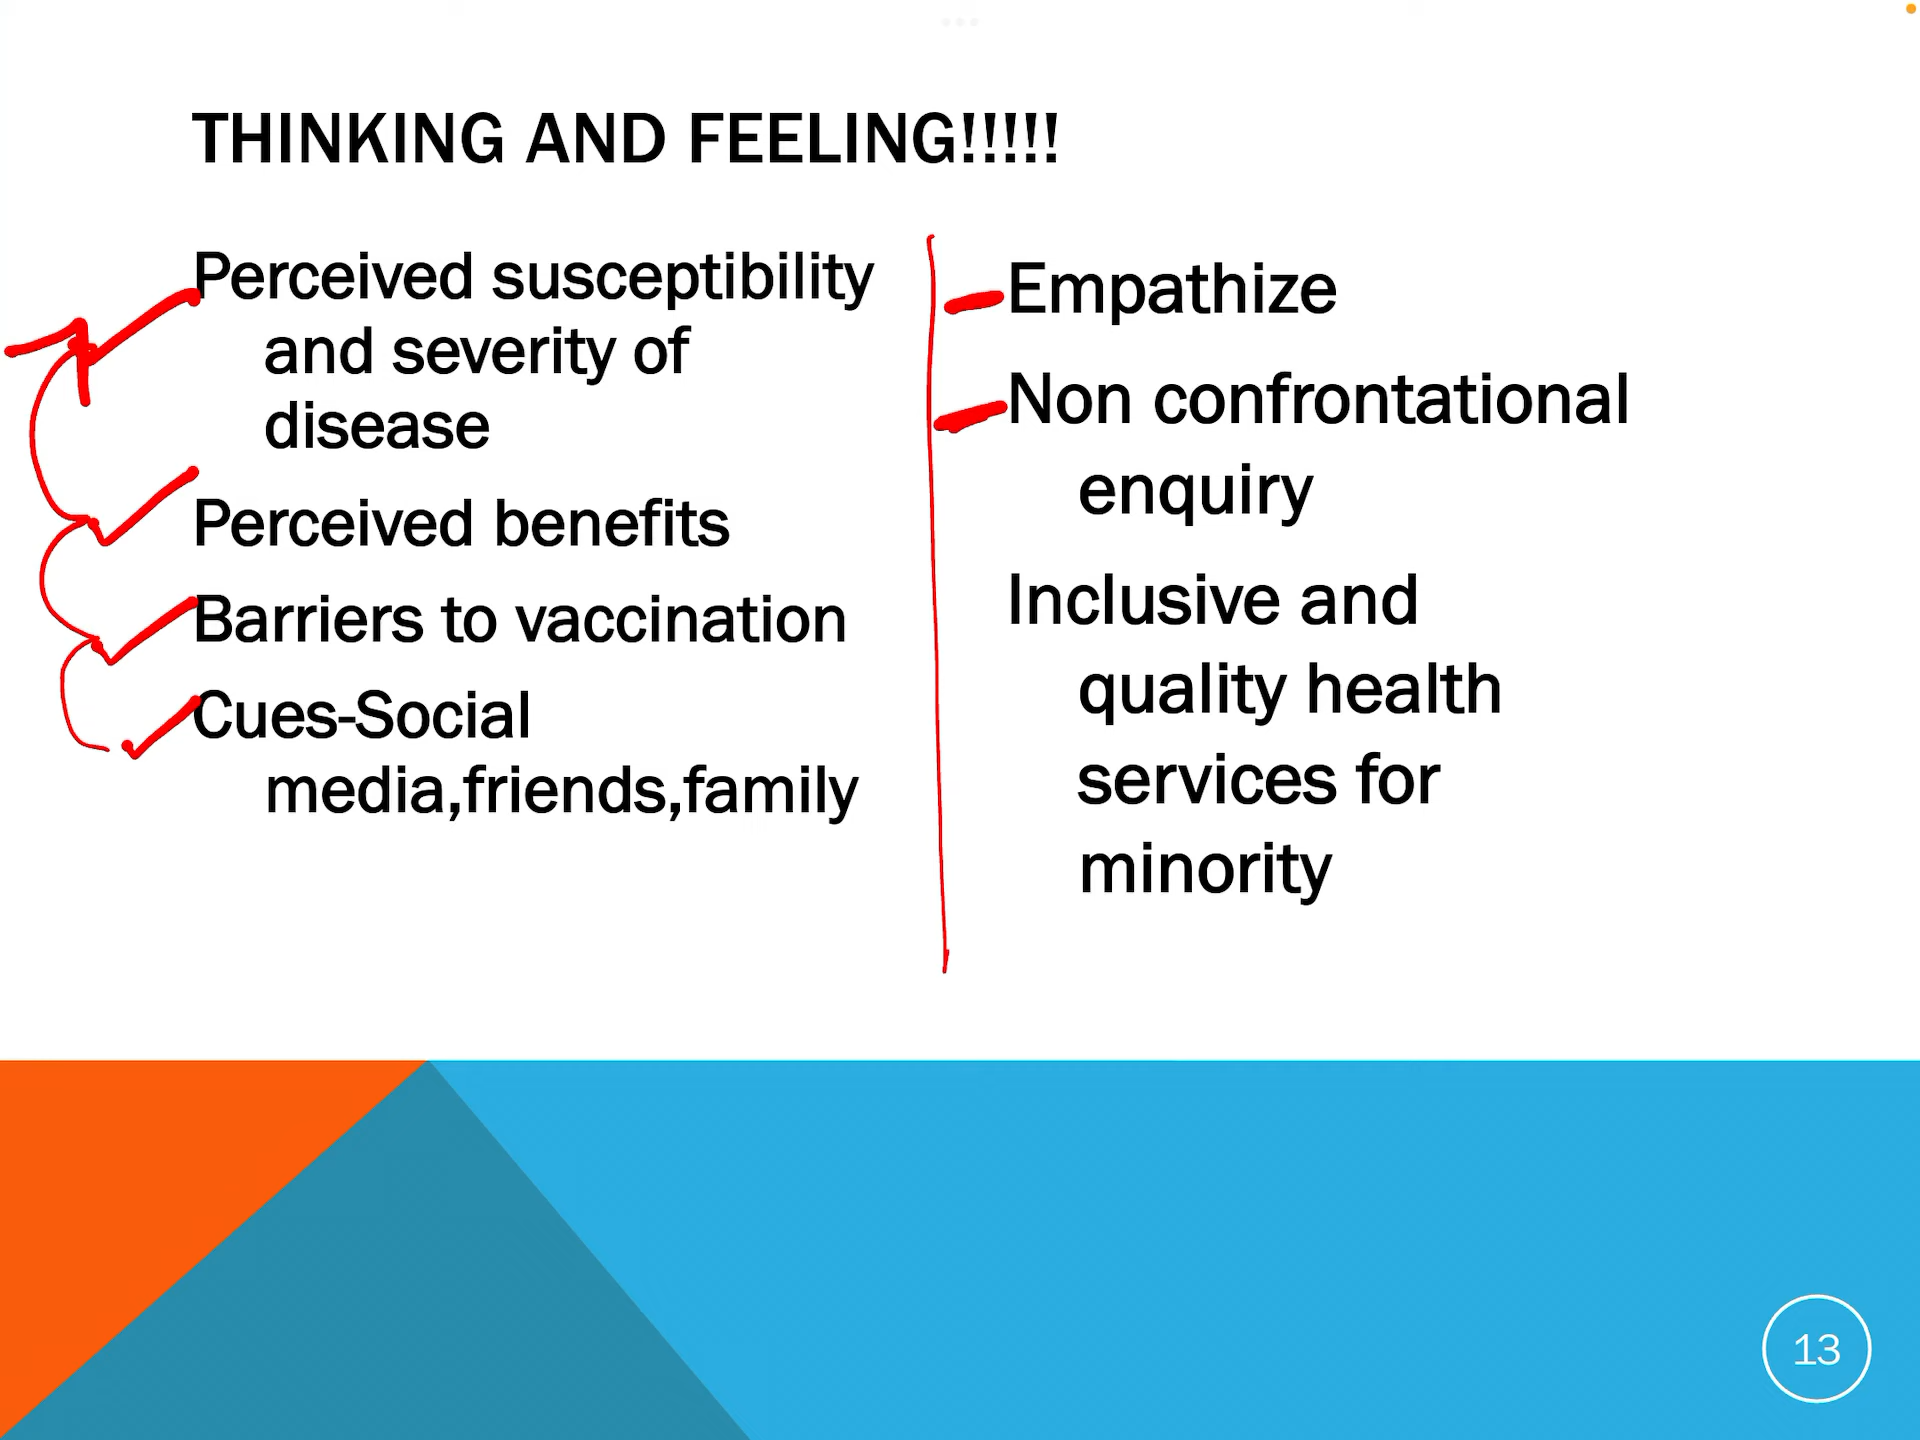 THINKING AND FEELING!!!!!
Perceived susceptibility
and severity of
disease
Perceived benefits
Barriers to vaccination
Cues-Social
media,friends,family
Empathize
Non confrontational
enquiry
Inclusive and
quality health
services for
minority
13